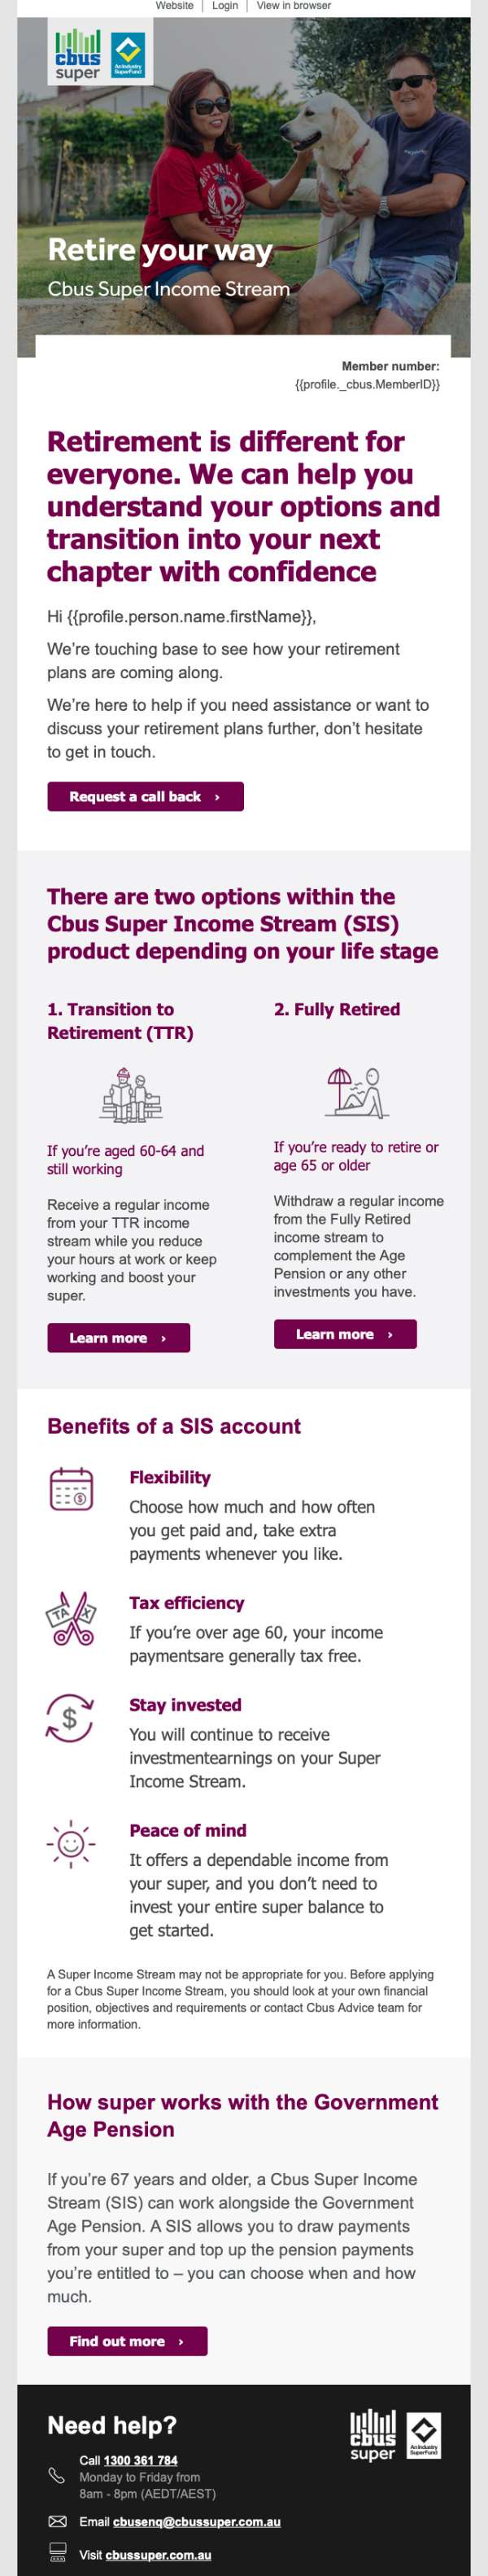 Website | Login | View in browser
cbus
super
An Industry
SuperFund
Retire your way
Cbus Super Income Stream
Member number:
{{profile._cbus.MemberID}}
Retirement is different for
everyone. We can help you
understand your options and
transition into your next
chapter with confidence
Hi {{profile.person.name.firstName}},
We're touching base to see how your retirement
plans are coming along.
We're here to help if you need assistance or want to
discuss your retirement plans further, don't hesitate
to get in touch.
Request a call back ›
There are two options within the
Cbus Super Income Stream (SIS)
product depending on your life stage
1. Transition to
Retirement (TTR)
If you're aged 60-64 and
still working
Receive a regular income
from your TTR income
stream while you reduce
your hours at work or keep
working and boost your
super.
Learn more ›
2. Fully Retired
If you're ready to retire or
age 65 or older
Withdraw a regular income
from the Fully Retired
income stream to
complement the Age
Pension or any other
investments you have.
Learn more ›
Benefits of a SIS account
Flexibility
Choose how much and how often
you get paid and, take extra
payments whenever you like.
TAX
Tax efficiency
If you're over age 60, your income
paymentsare generally tax free.
$
Stay invested
You will continue to receive
investmentearnings on your Super
Income Stream.
Peace of mind
It offers a dependable income from
your super, and you don't need to
invest your entire super balance to
get started.
A Super Income Stream may not be appropriate for you. Before applying
for a Cbus Super Income Stream, you should look at your own financial
position, objectives and requirements or contact Cbus Advice team for
more information.
How super works with the Government
Age Pension
If you're 67 years and older, a Cbus Super Income
Stream (SIS) can work alongside the Government
Age Pension. A SIS allows you to draw payments
from your super and top up the pension payments
you're entitled to – you can choose when and how
much.
Find out more ›
Need help?
cbus
super
An Industry
SuperFund
Call 1300 361 784
Monday to Friday from
8am - 8pm (AEDT/AEST)
Email cbusenq@cbussuper.com.au
Visit cbussuper.com.au